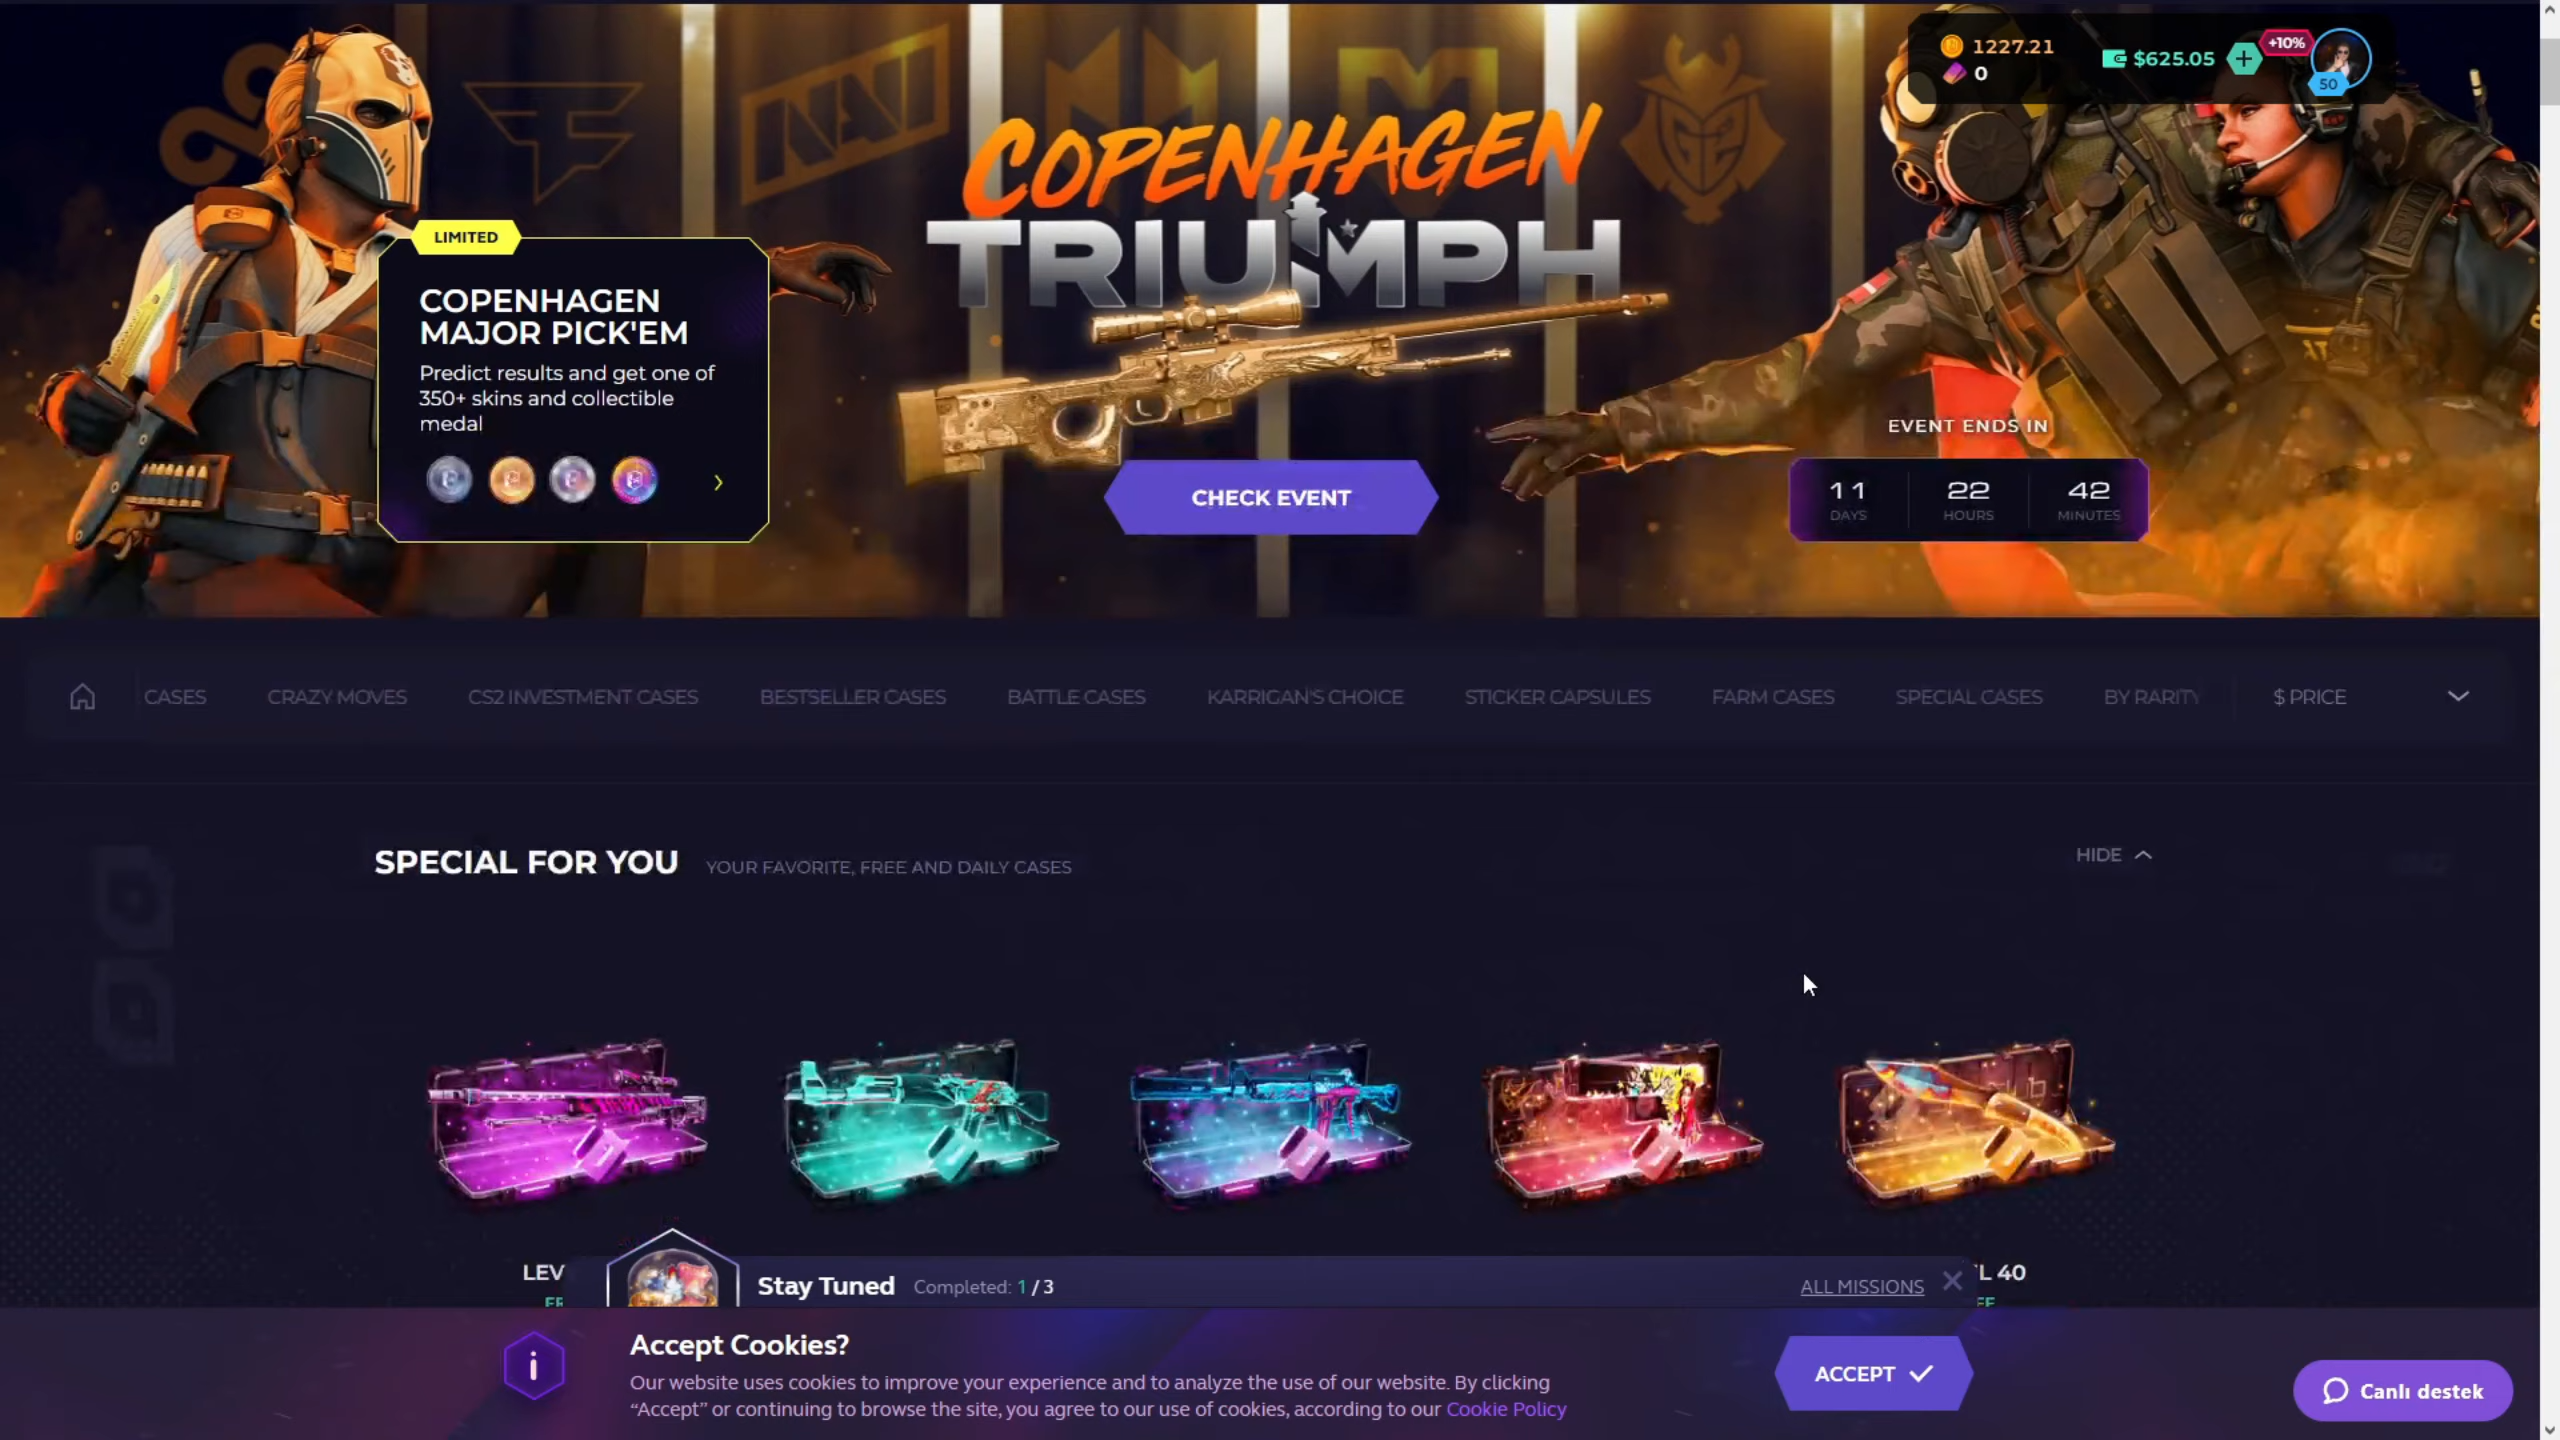 1227.21
0
$625.05
+10%
50
NAVI
G2
COPENHAGEN
TRIUMPH
LIMITED
COPENHAGEN
MAJOR PICK'EM
Predict results and get one of
350+ skins and collectible
medal
CHECK EVENT
EVENT ENDS IN
11 22 42
DAYS HOURS MINUTES
CASES CRAZY MOVES CS2 INVESTMENT CASES BESTSELLER CASES BATTLE CASES KARRIGAN'S CHOICE STICKER CAPSULES FARM CASES SPECIAL CASES BY RARITY $ PRICE
SPECIAL FOR YOU YOUR FAVORITE, FREE AND DAILY CASES HIDE
LEV L 40
Stay Tuned Completed: 1 / 3 ALL MISSIONS
Accept Cookies?
Our website uses cookies to improve your experience and to analyze the use of our website. By clicking
“Accept” or continuing to browse the site, you agree to our use of cookies, according to our Cookie Policy
ACCEPT
Canlı destek